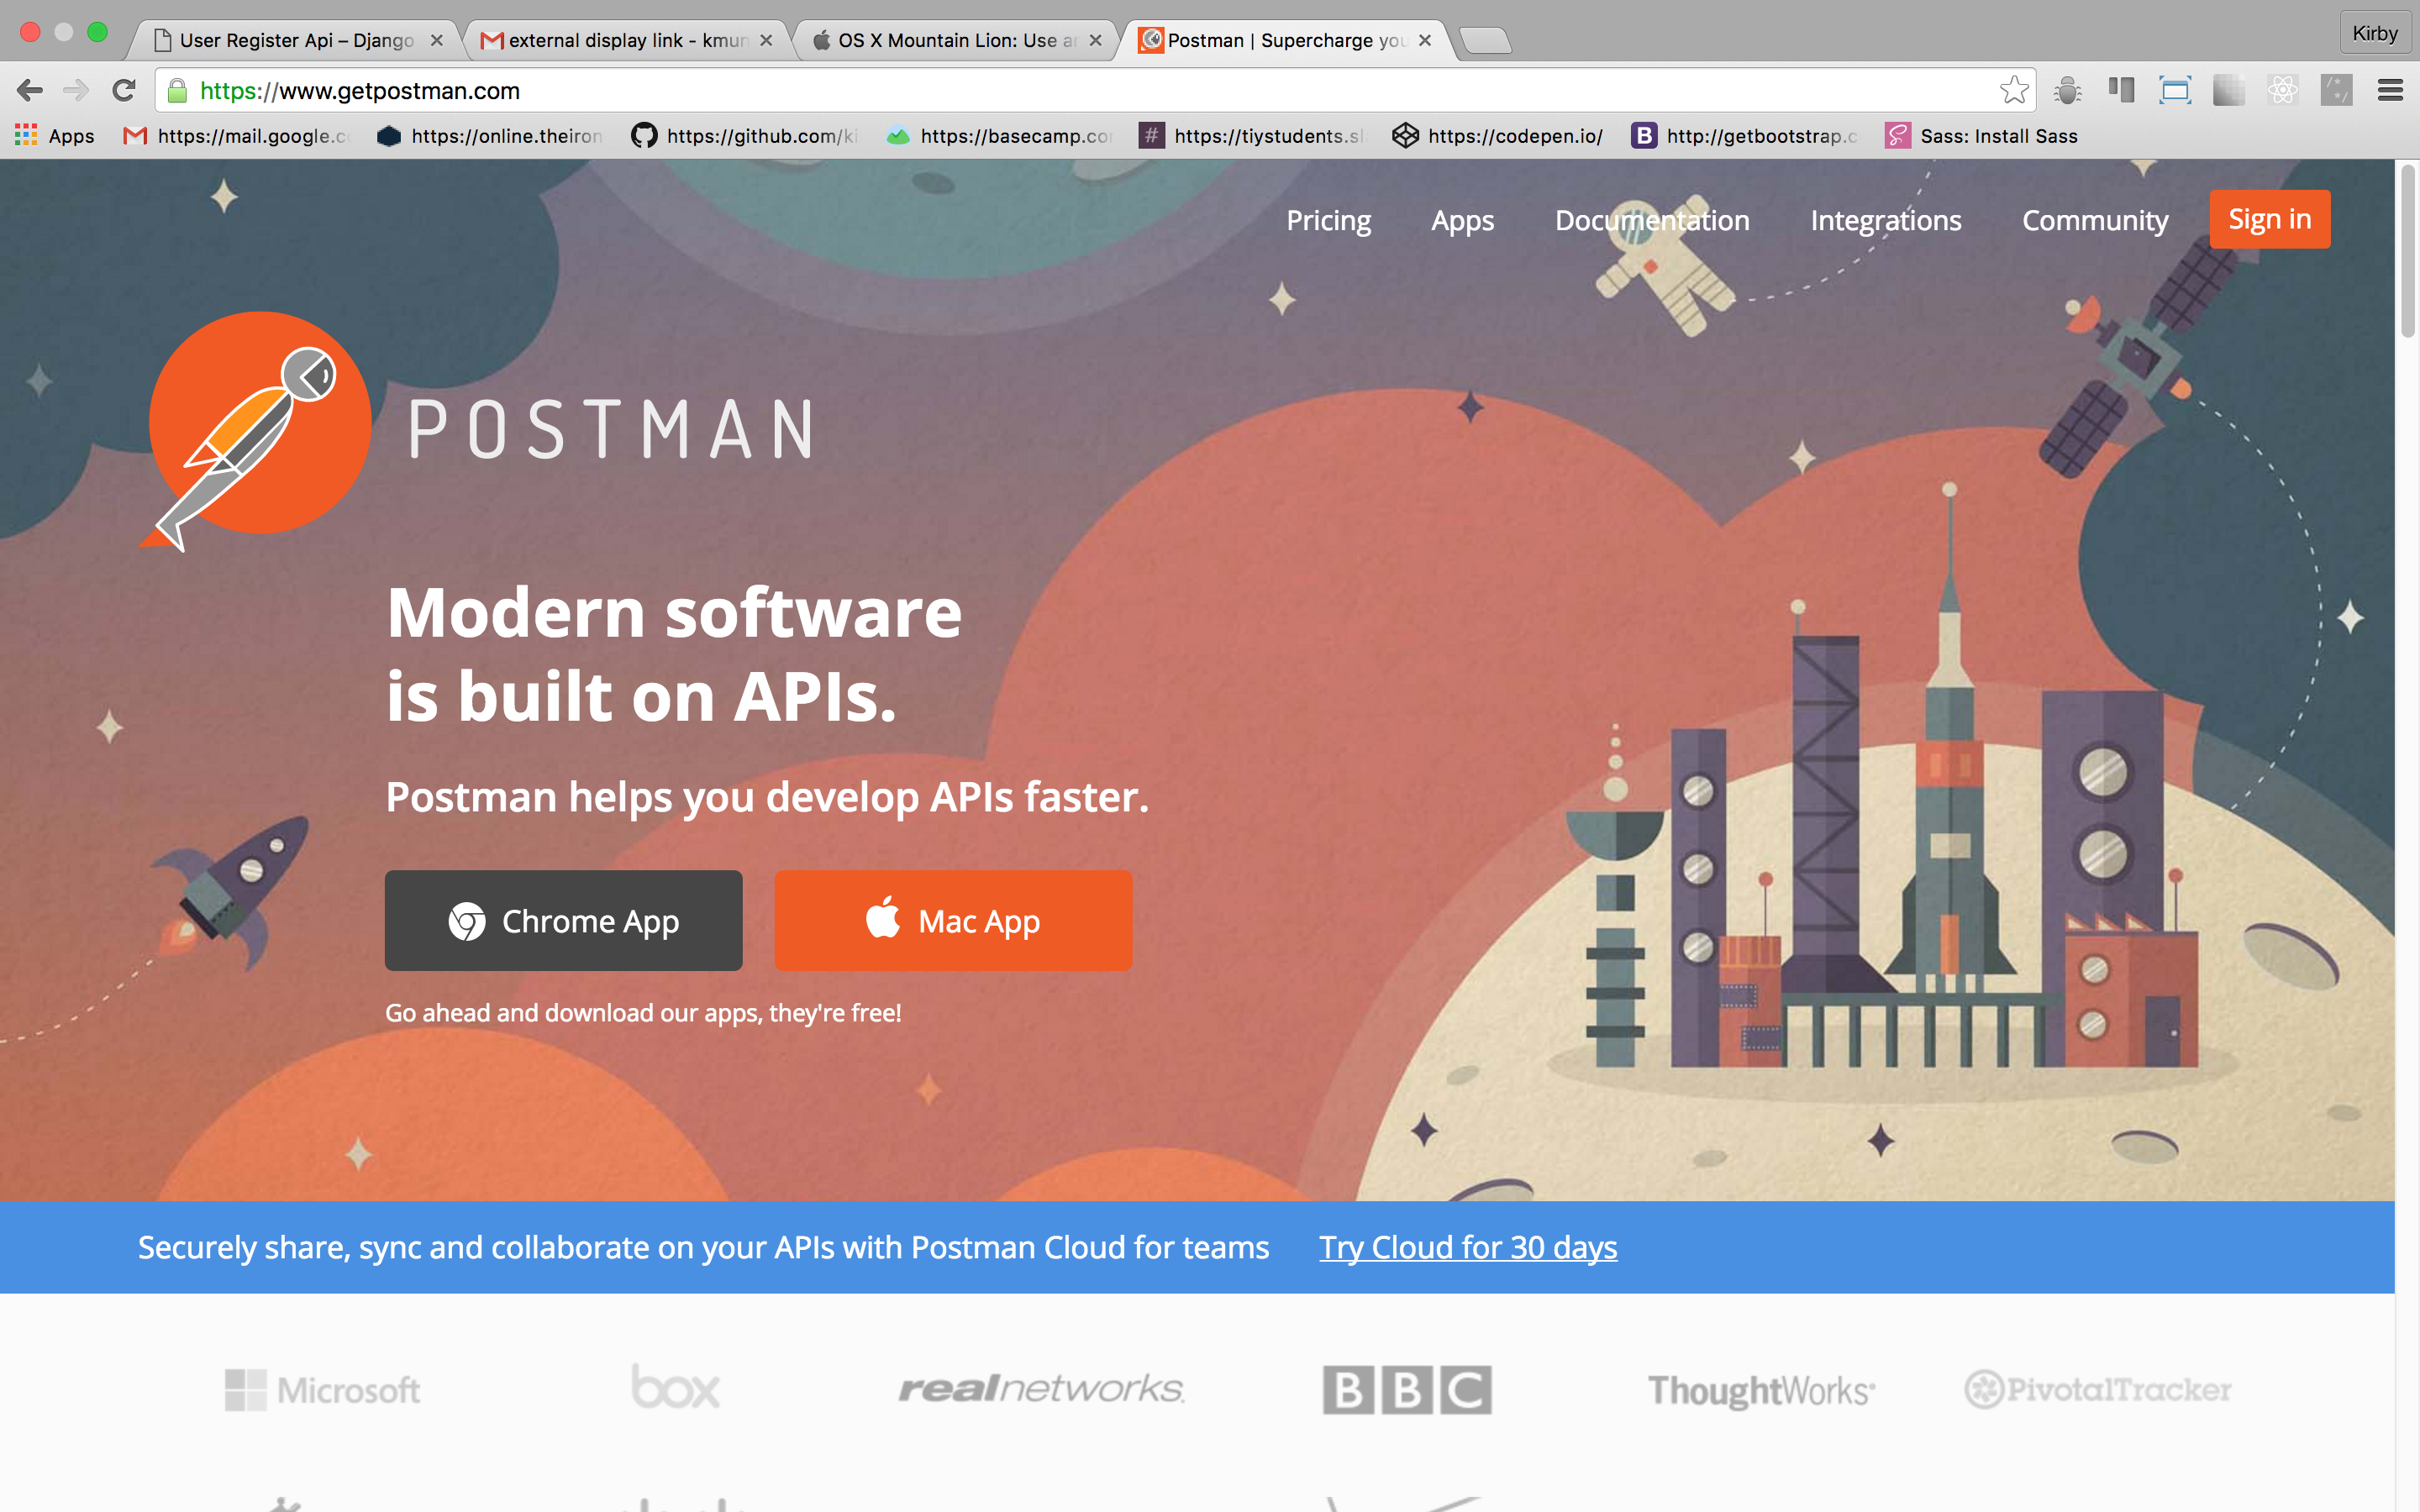 User Register Api – Django
external display link - kmun
OS X Mountain Lion: Use an
Postman | Supercharge you
Kirby
https://www.getpostman.com
Apps
https://mail.google.co
https://online.theiron
https://github.com/ki
https://basecamp.con
# https://tiystudents.sl
https://codepen.io/
B http://getbootstrap.c
Sass: Install Sass
Pricing
Apps
Documentation
Integrations
Community
Sign in
POSTMAN
Modern software
is built on APIs.
Postman helps you develop APIs faster.
Chrome App
Mac App
Go ahead and download our apps, they're free!
Securely share, sync and collaborate on your APIs with Postman Cloud for teams
Try Cloud for 30 days
Microsoft
box
realnetworks.
BBC
ThoughtWorks®
PivotalTracker